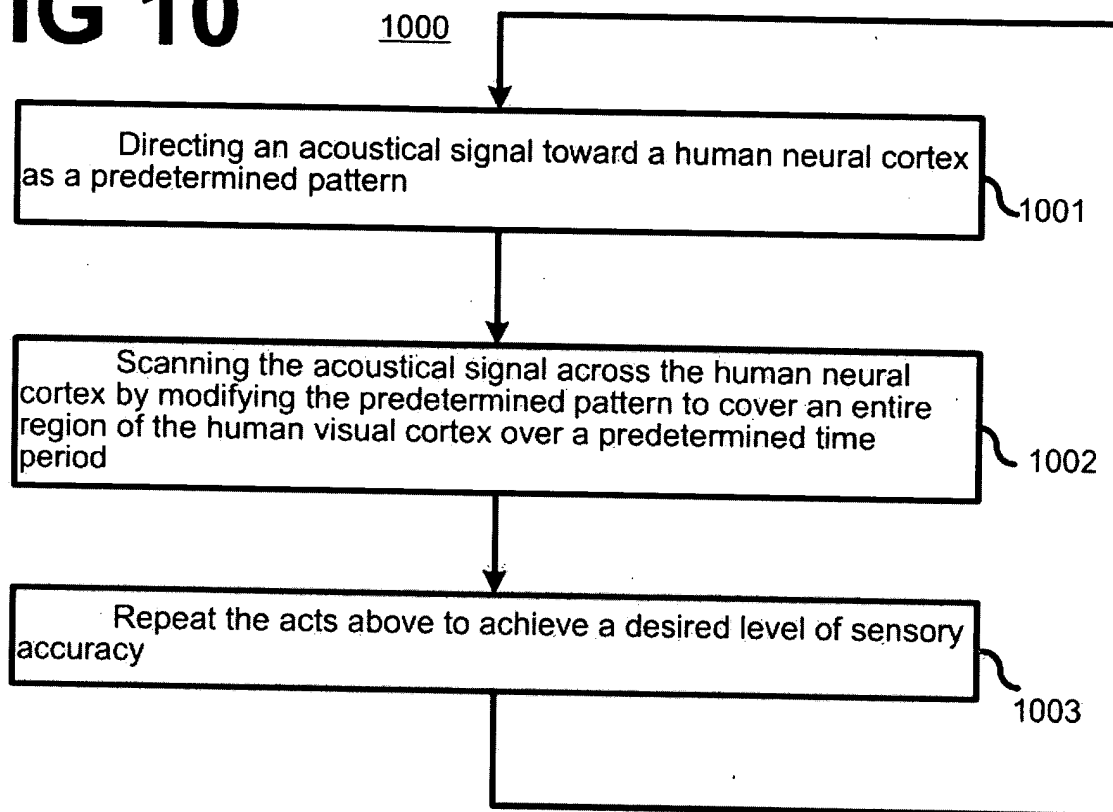 IG 10
1000
Directing an acoustical signal toward a human neural cortex
as a predetermined pattern
1001
Scanning the acoustical signal across the human neural
cortex by modifying the predetermined pattern to cover an entire
region of the human visual cortex over a predetermined time
period
1002
Repeat the acts above to achieve a desired level of sensory
accuracy
1003